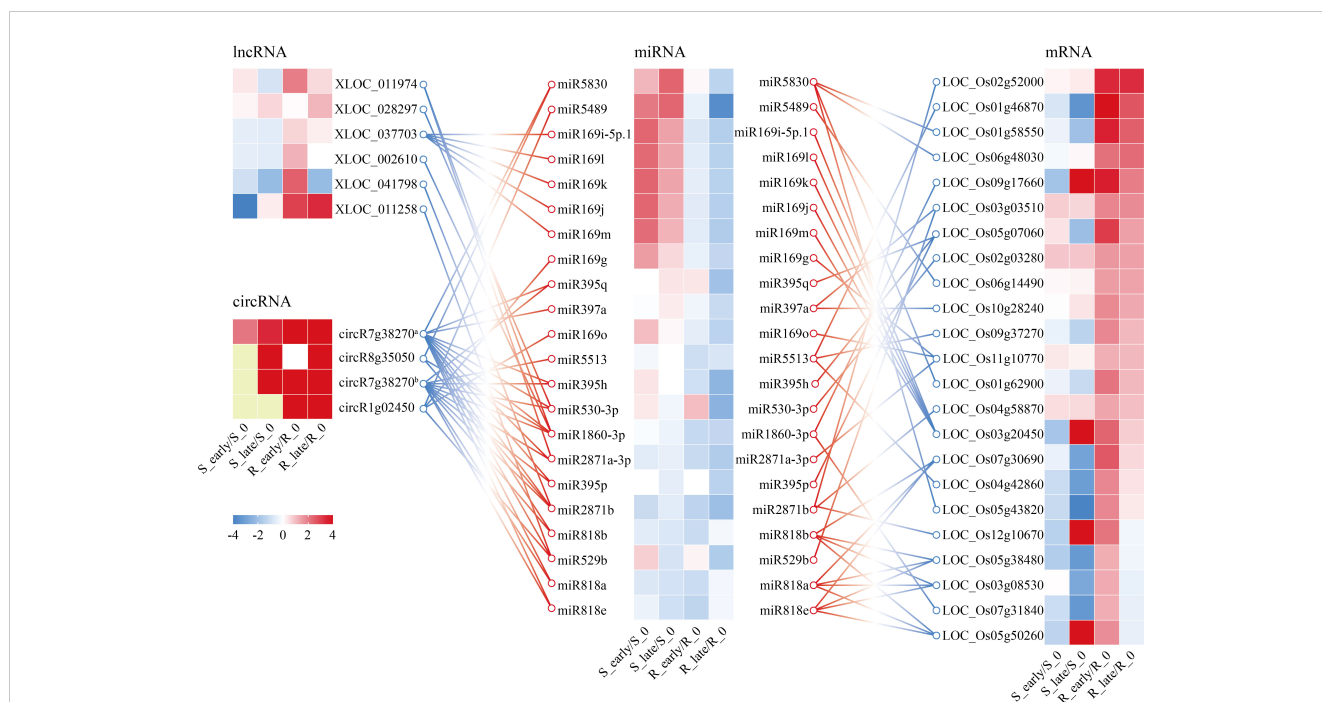 lncRNA
XLOC_011974
XLOC_028297
XLOC_037703
XLOC_002610
XLOC_041798
XLOC_011258
circRNA
circR7g38270ᵃ
circR8g35050
circR7g38270ᵇ
circR1g02450
S_early/S_0
S_late/S_0
R_early/R_0
R_late/R_0
-4 -2 0 2 4
miRNA
miR5830
miR5489
miR169i-5p.1
miR169l
miR169k
miR169j
miR169m
miR169g
miR395q
miR397a
miR169o
miR5513
miR395h
miR530-3p
miR1860-3p
miR2871a-3p
miR395p
miR2871b
miR818b
miR529b
miR818a
miR818e
S_early/S_0
S_late/S_0
R_early/R_0
R_late/R_0
miR5830
miR5489
miR169i-5p.1
miR169l
miR169k
miR169j
miR169m
miR169g
miR395q
miR397a
miR169o
miR5513
miR395h
miR530-3p
miR1860-3p
miR2871a-3p
miR395p
miR2871b
miR818b
miR529b
miR818a
miR818e
mRNA
LOC_Os02g52000
LOC_Os01g46870
LOC_Os01g58550
LOC_Os06g48030
LOC_Os09g17660
LOC_Os03g03510
LOC_Os05g07060
LOC_Os02g03280
LOC_Os06g14490
LOC_Os10g28240
LOC_Os09g37270
LOC_Os11g10770
LOC_Os01g62900
LOC_Os04g58870
LOC_Os03g20450
LOC_Os07g30690
LOC_Os04g42860
LOC_Os05g43820
LOC_Os12g10670
LOC_Os05g38480
LOC_Os03g08530
LOC_Os07g31840
LOC_Os05g50260
S_early/S_0
S_late/S_0
R_early/R_0
R_late/R_0